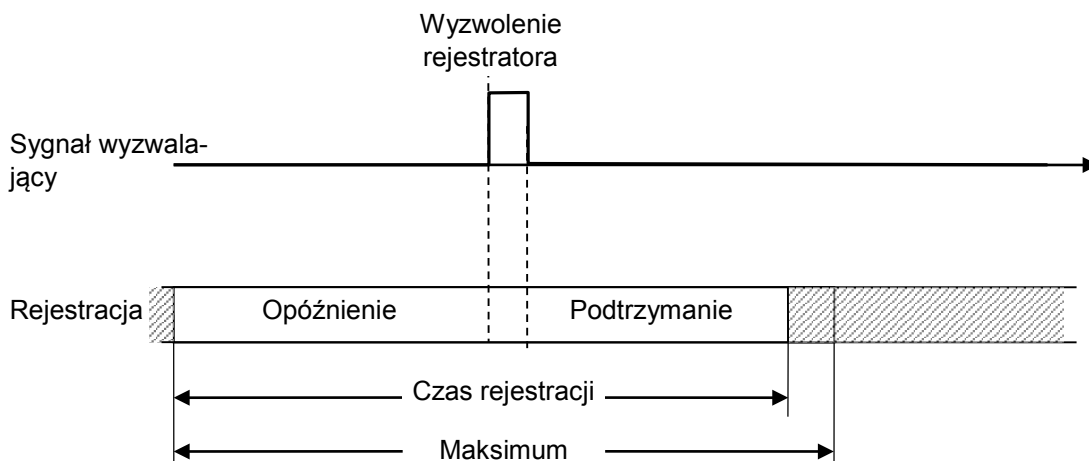 Wyzwolenie
rejestratora
Sygnał wyzwala-
jący
Rejestracja
Opóźnienie
Podtrzymanie
Czas rejestracji
Maksimum